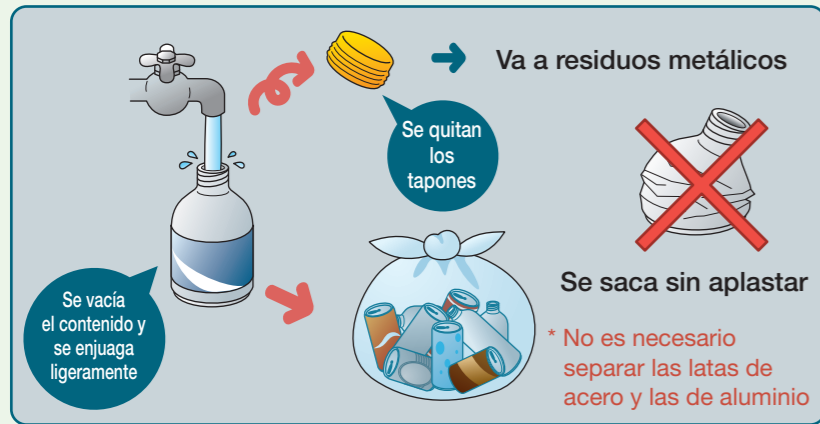 Va a residuos metálicos
Se quitan
los
tapones
Se vacía
el contenido y
se enjuaga
ligeramente
Se saca sin aplastar
* No es necesario
separar las latas de
acero y las de aluminio